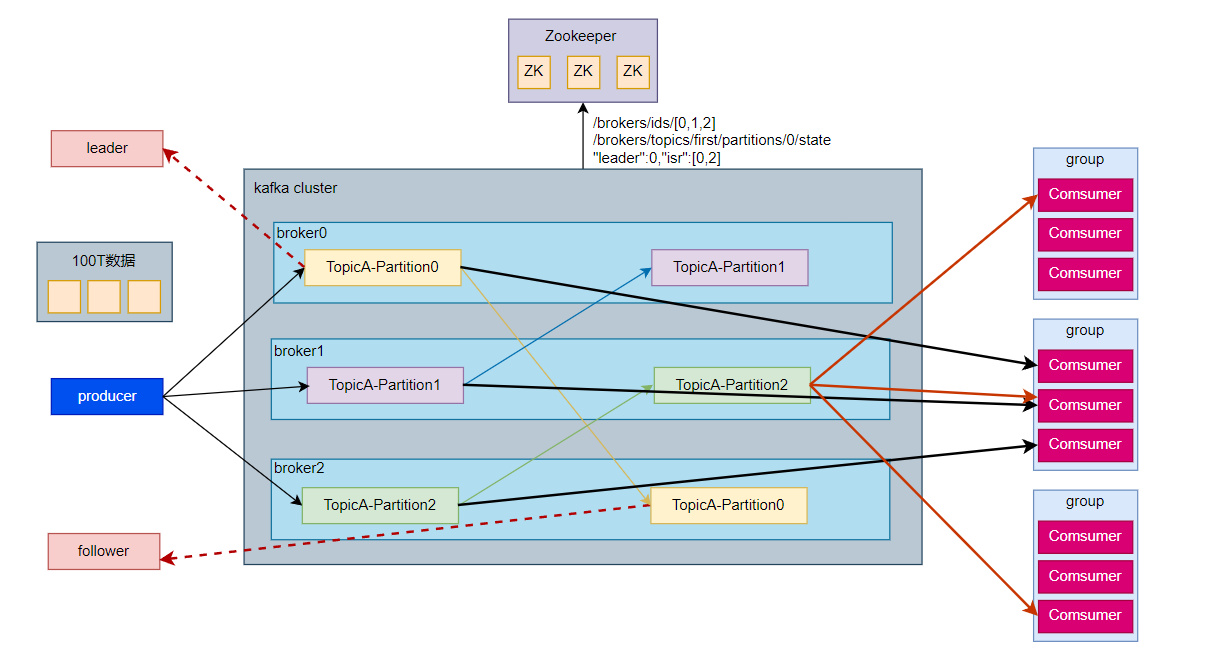 Zookeeper
ZK ZK ZK
/brokers/ids/[0,1,2]
/brokers/topics/first/partitions/0/state
"leader":0,"isr":[0,2]
leader
100T数据
producer
follower
kafka cluster
broker0
TopicA-Partition0
TopicA-Partition1
broker1
TopicA-Partition1
TopicA-Partition2
broker2
TopicA-Partition2
TopicA-Partition0
group
Comsumer
Comsumer
Comsumer
group
Comsumer
Comsumer
Comsumer
group
Comsumer
Comsumer
Comsumer